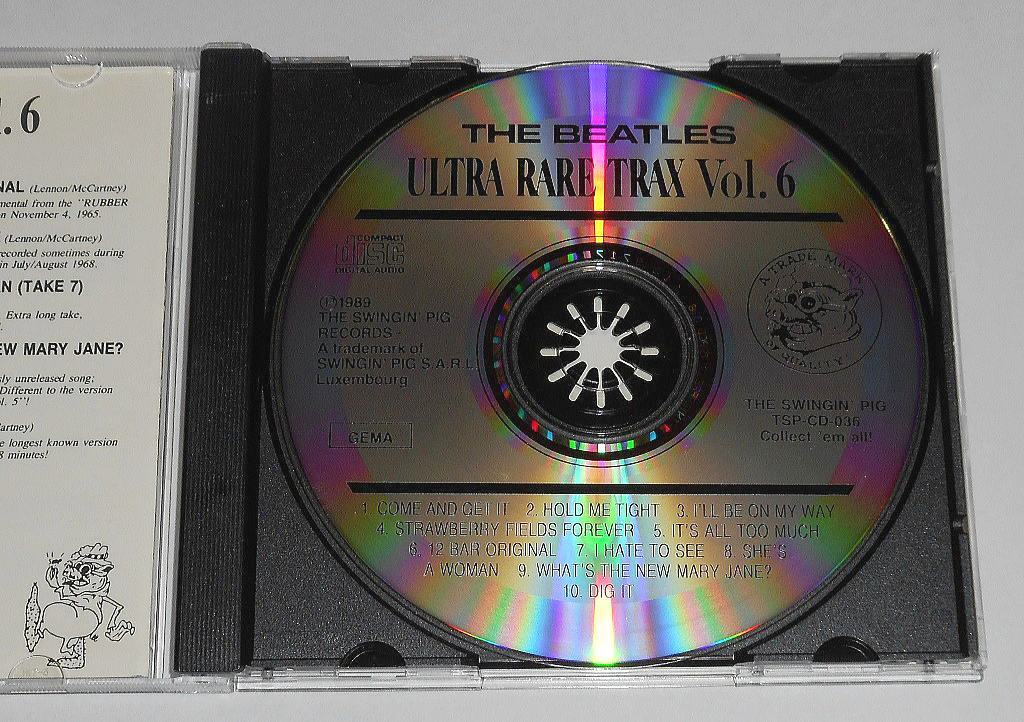 . 6
NAL (Lennon/McCartney)
mental from the "RUBBER
n November 4, 1965.
(Lennon/McCartney)
recorded sometimes during
in July/August 1968.
N (TAKE 7)
Extra long take,
EW MARY JANE?
sly unreleased song;
Different to the version
l. 5"!
artney)
e longest known version
8 minutes!
THE BEATLES
ULTRA RARE TRAX Vol. 6
COMPACT
disc
DIGITAL AUDIO
(P)1989
THE SWINGIN' PIG
RECORDS -
A trademark of
SWINGIN' PIG S.A.R.L
Luxembourg
GEMA
A TRADE MARK
OF QUALITY
THE SWINGIN' PIG
TSP-CD-036
Collect 'em all!
1. COME AND GET IT 2. HOLD ME TIGHT 3. I'LL BE ON MY WAY
4. STRAWBERRY FIELDS FOREVER 5. IT'S ALL TOO MUCH
6. 12 BAR ORIGINAL 7. I HATE TO SEE 8. SHE'S
A WOMAN 9. WHAT'S THE NEW MARY JANE?
10. DIG IT